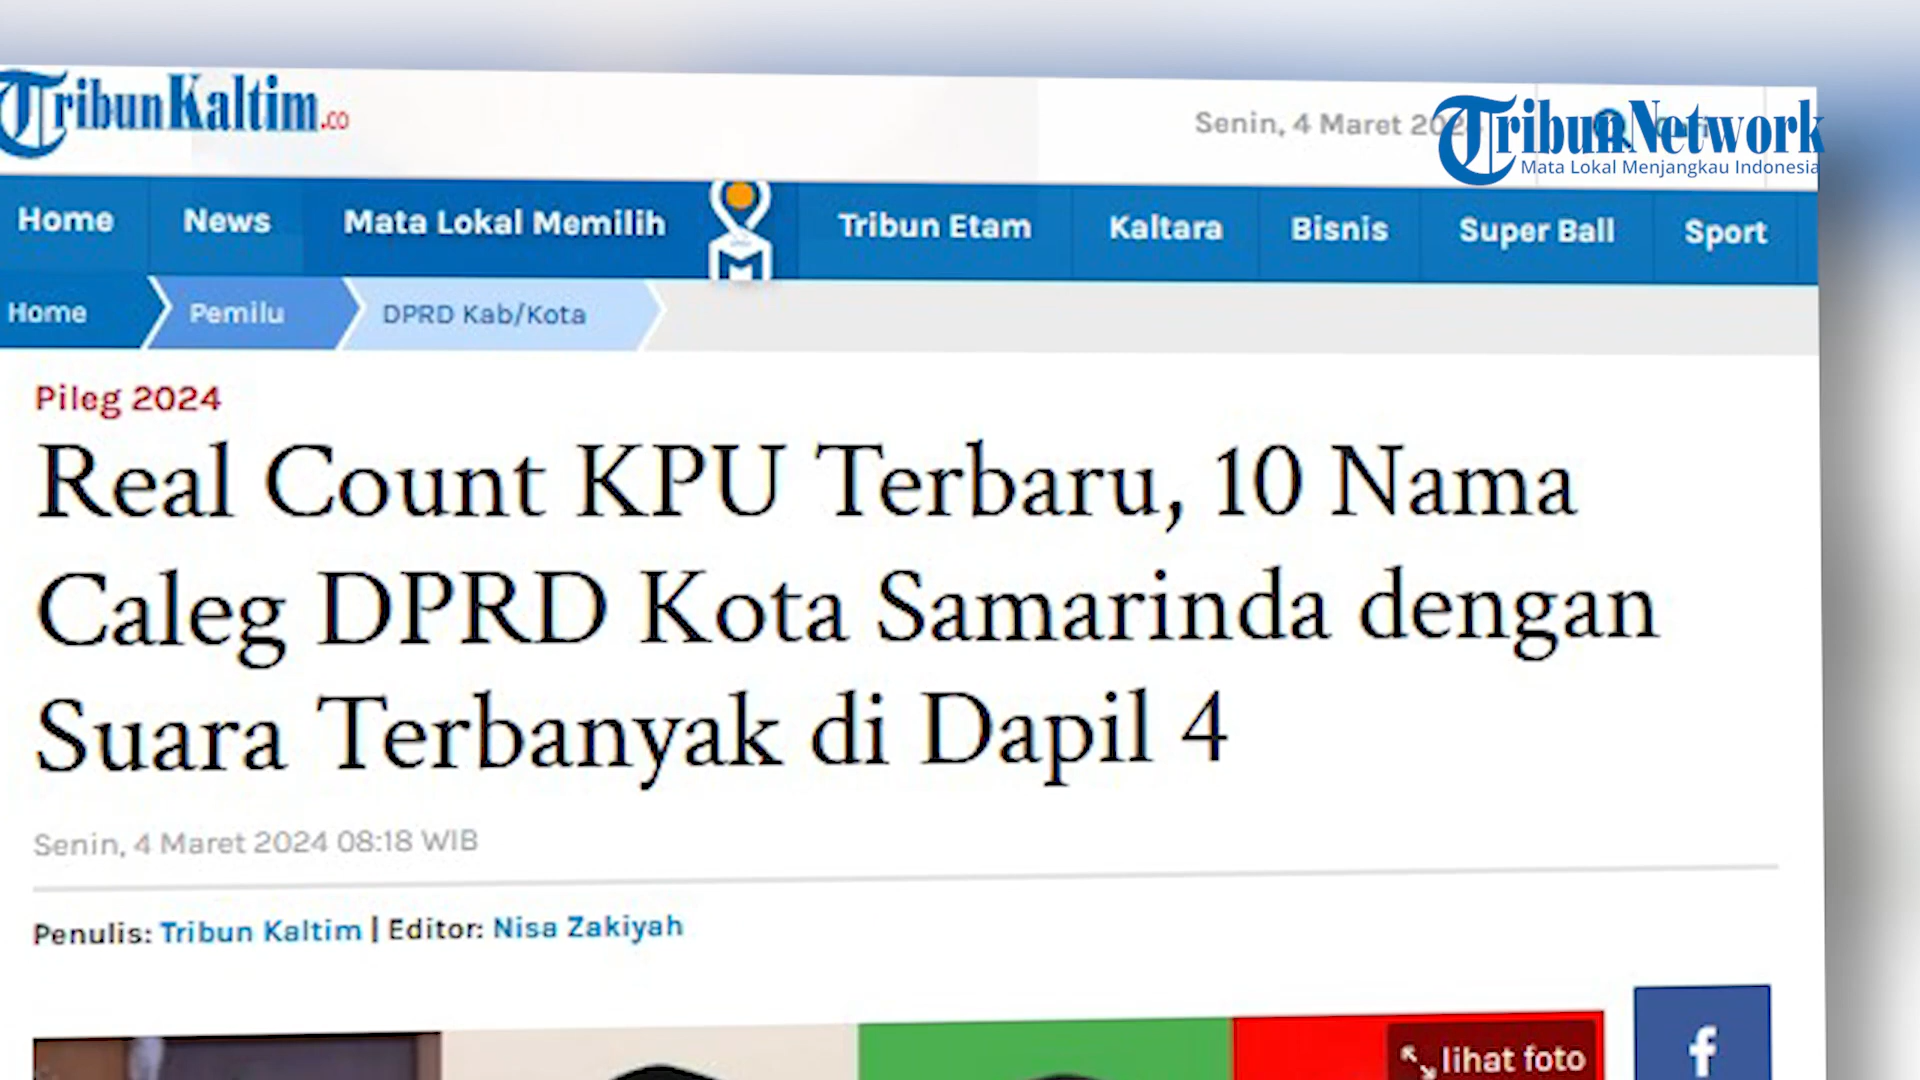 TribunKaltim.co
Senin, 4 Maret
TribunNetwork
Mata Lokal Menjangkau Indonesia
Home News Mata Lokal Memilih Tribun Etam Kaltara Bisnis Super Ball Sport
Home Pemilu DPRD Kab/Kota
Pileg 2024
Real Count KPU Terbaru, 10 Nama
Caleg DPRD Kota Samarinda dengan
Suara Terbanyak di Dapil 4
Senin, 4 Maret 2024 08:18 WIB
Penulis: Tribun Kaltim | Editor: Nisa Zakiyah
lihat foto
f